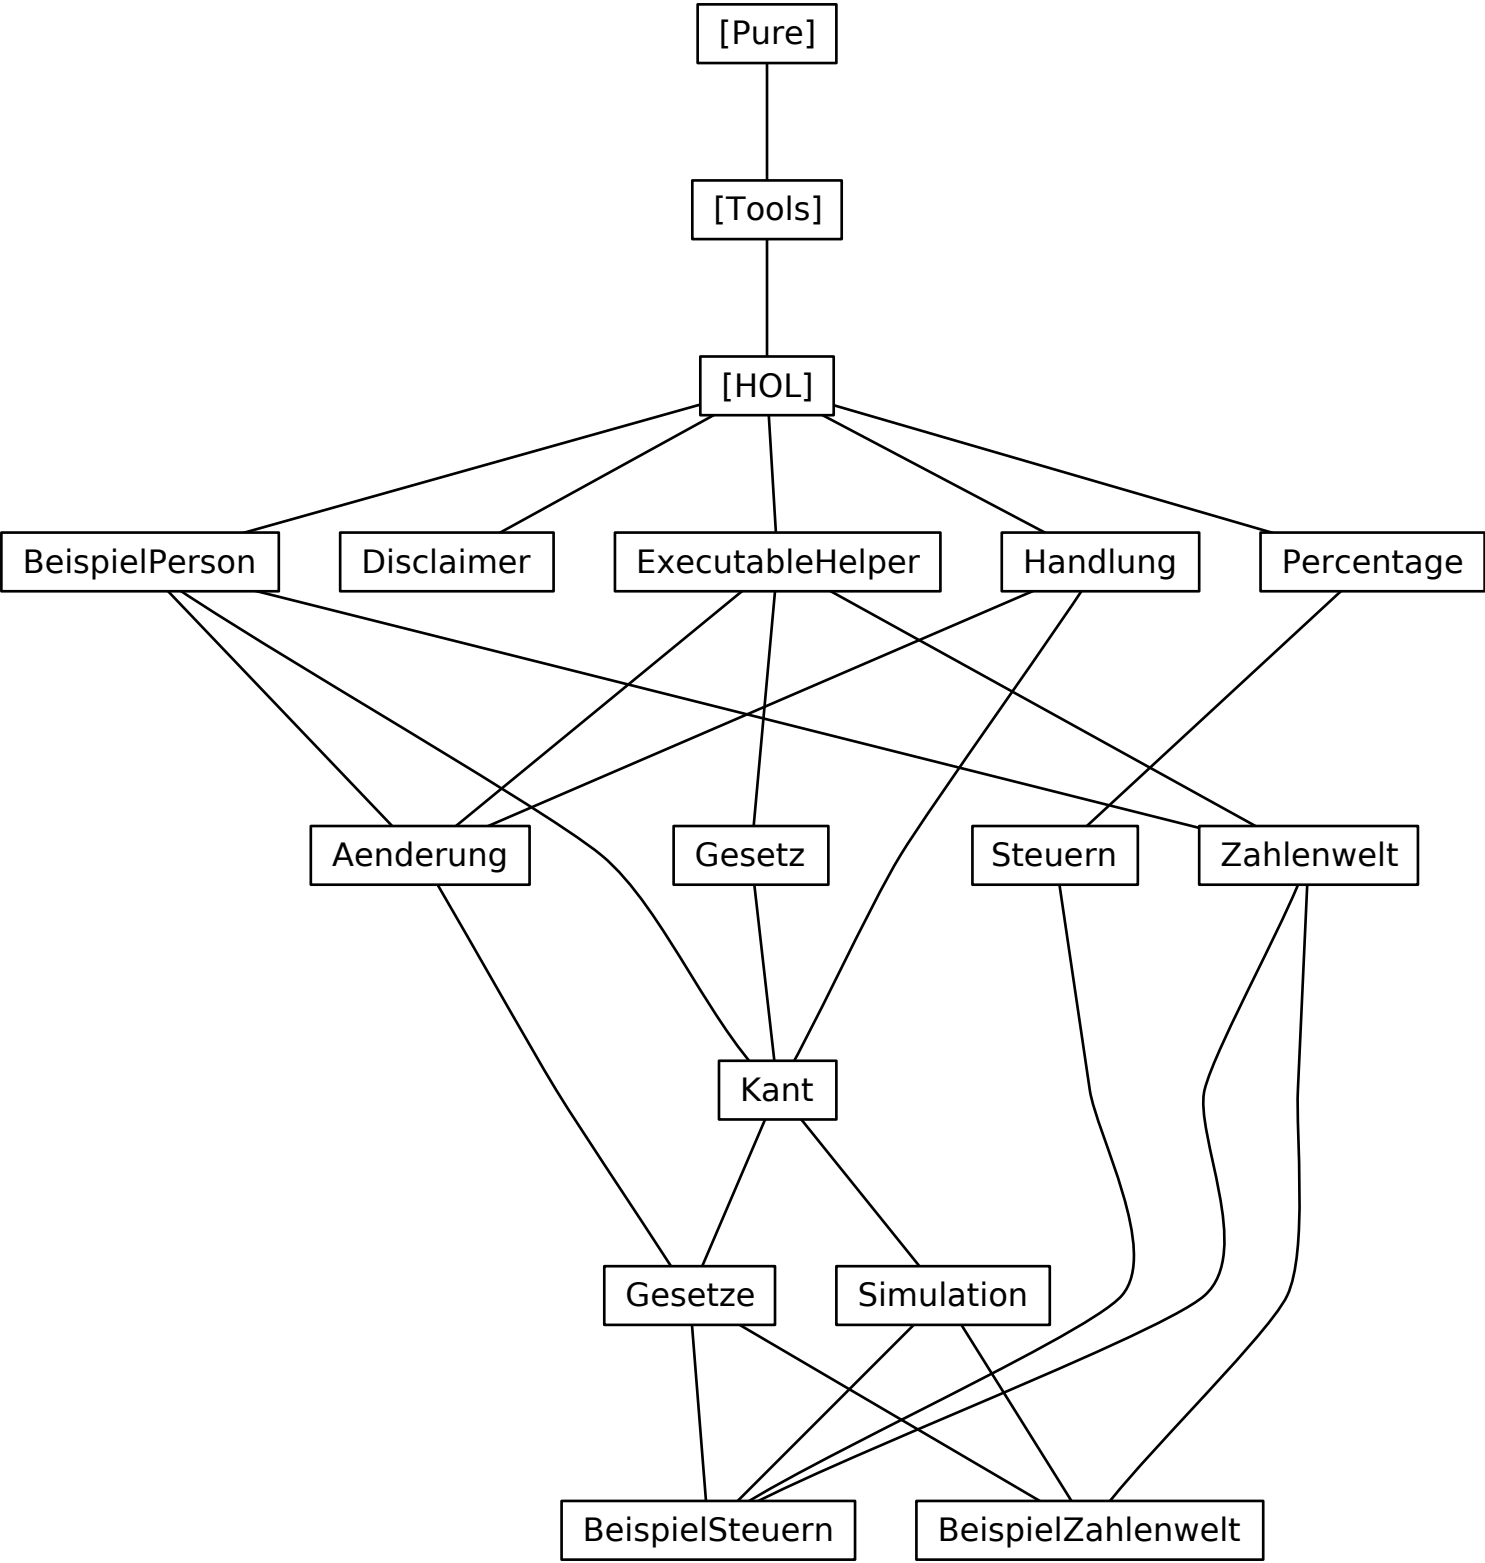 [Pure]
[Tools]
[HOL]
BeispielPerson
Disclaimer
ExecutableHelper
Handlung
Percentage
Aenderung
Gesetz
Steuern
Zahlenwelt
Kant
Gesetze
Simulation
BeispielSteuern
BeispielZahlenwelt